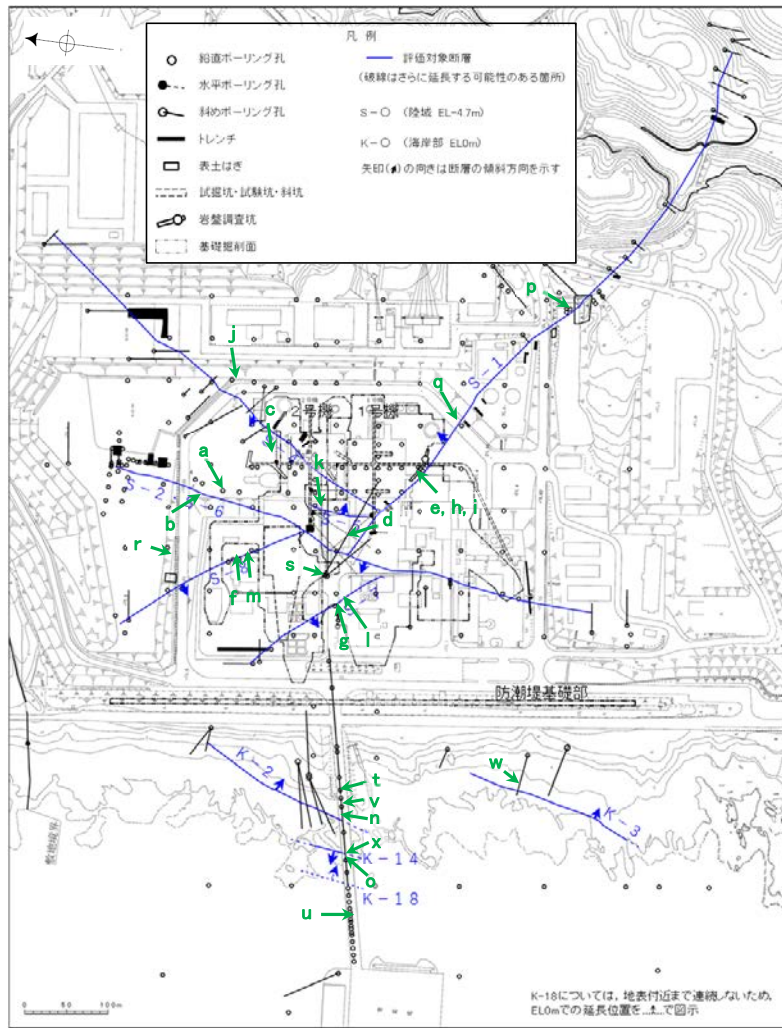 凡 例
鉛直ボーリング孔
水平ボーリング孔
斜めボーリング孔
トレンチ
表土はぎ
試掘坑・試験坑・斜坑
岩盤調査坑
基礎掘削面
評価対象断層
(破線はさらに延長する可能性のある箇所)
S-○ (陸域 EL-47m)
K-○ (海岸部 EL0m)
矢印( )の向きは断層の傾斜方向を示す
p
j
S-1
q
c
2号機
1号機
a
k
e, h, i
S-2・S-6
b
d
r
s
S-8
f
m
g
l
防潮堤基礎部
K-2
w
t
v
n
K-3
敷地境界
x
K-14
o
K-18
u
0 50 100m
K-18については,地表付近まで連続しないため,
EL0mでの延長位置を…で図示